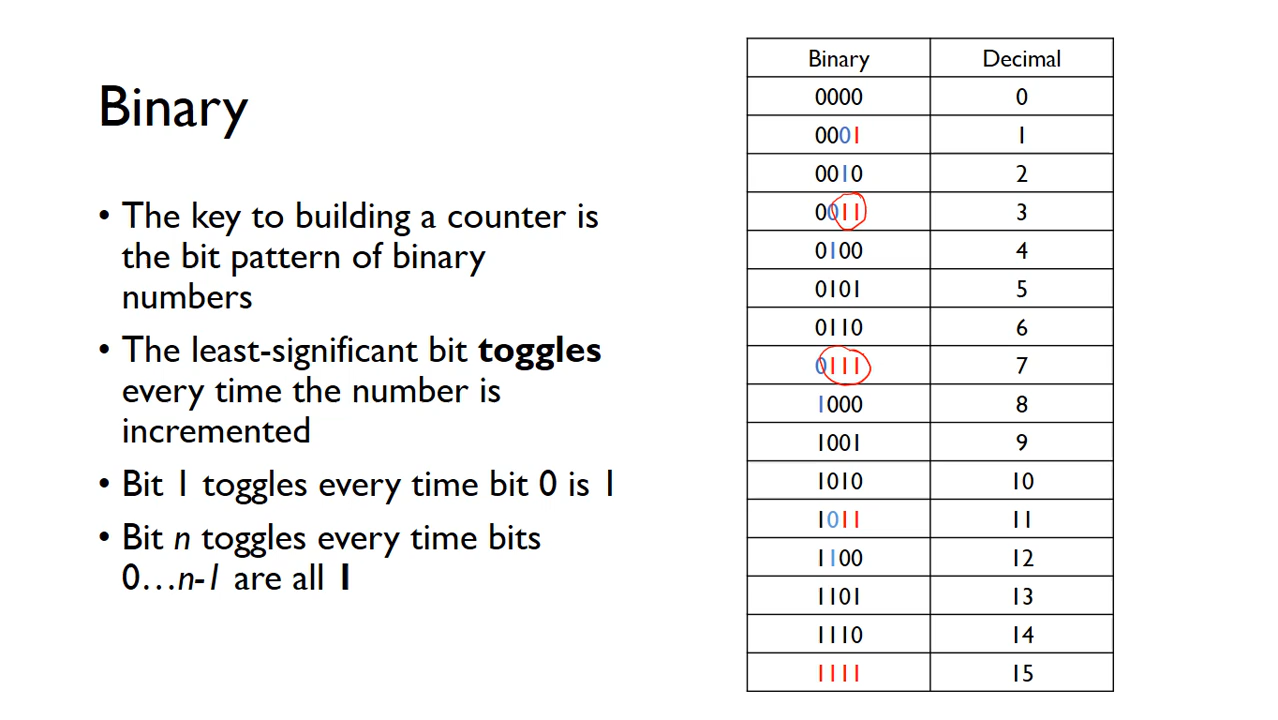 Binary
• The key to building a counter is
the bit pattern of binary
numbers
• The least-significant bit toggles
every time the number is
incremented
• Bit 1 toggles every time bit 0 is 1
• Bit n toggles every time bits
0…n-1 are all 1
Binary Decimal
0000 0
0001 1
0010 2
0011 3
0100 4
0101 5
0110 6
0111 7
1000 8
1001 9
1010 10
1011 11
1100 12
1101 13
1110 14
1111 15